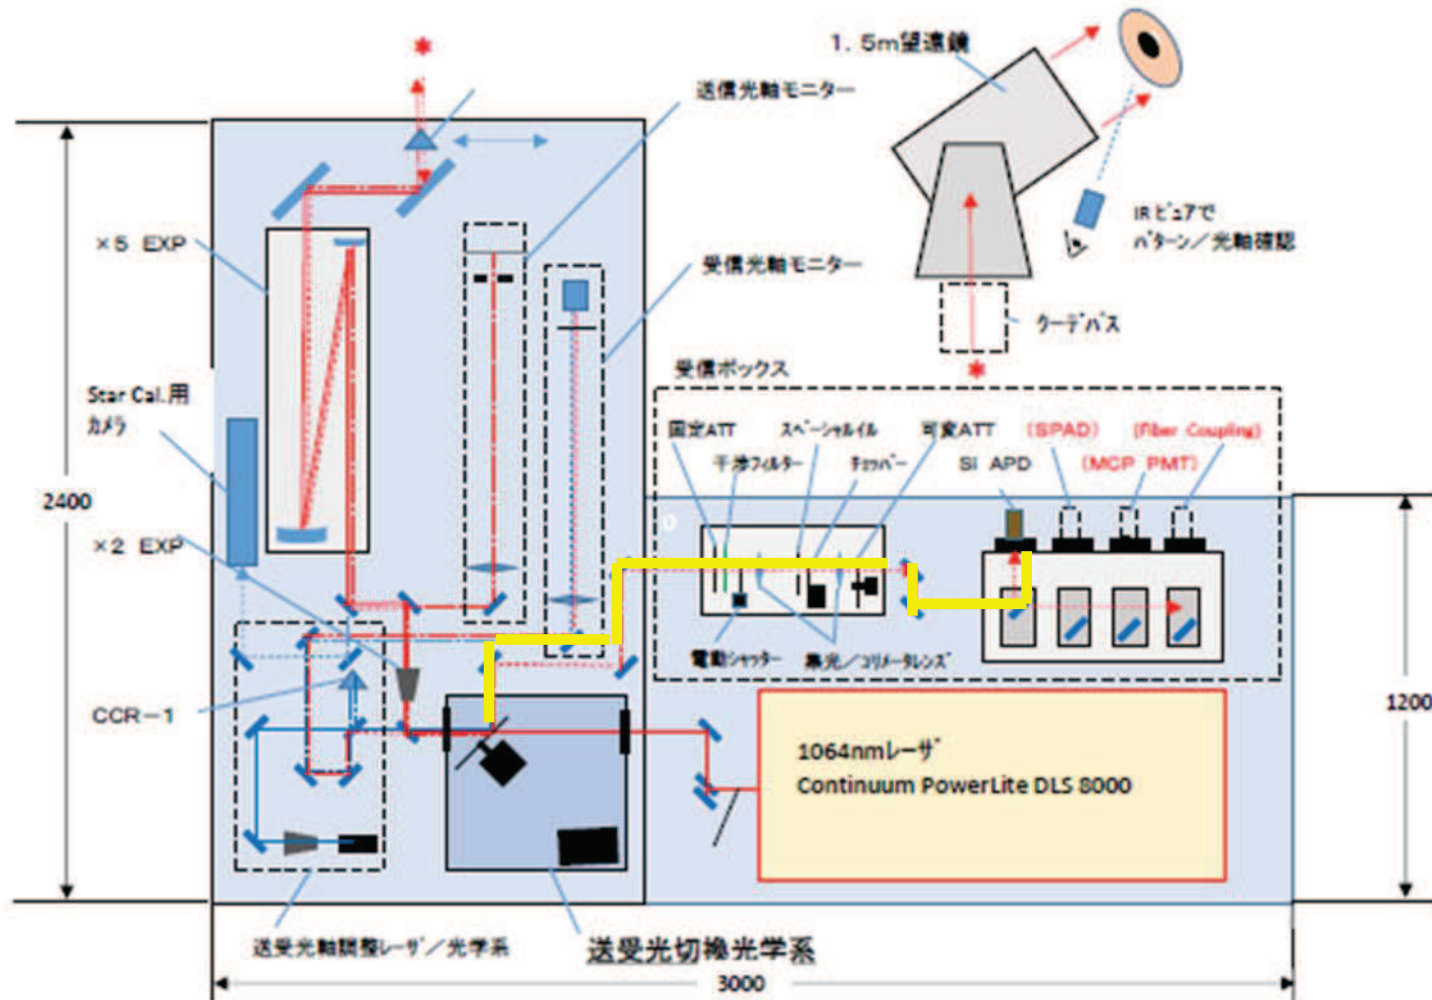 *
1.5m望遠鏡
送信光軸モニター
IRビュアで
パターン/光軸確認
×5 EXP
受信光軸モニター
クーデパス
*
受信ボックス
Star Cal.用
カメラ
固定ATT
スペーシャルイル
可変ATT
(SPAD)
(Fiber Coupling)
干渉フィルター
チョッパー
SI APD
(MCP PMT)
2400
×2 EXP
0
電動シャッター
集光/コリメータレンズ
CCR-1
1200
1064nmレーザ
Continuum PowerLite DLS 8000
送受光軸調整レーザ/光学系
送受光切換光学系
3000